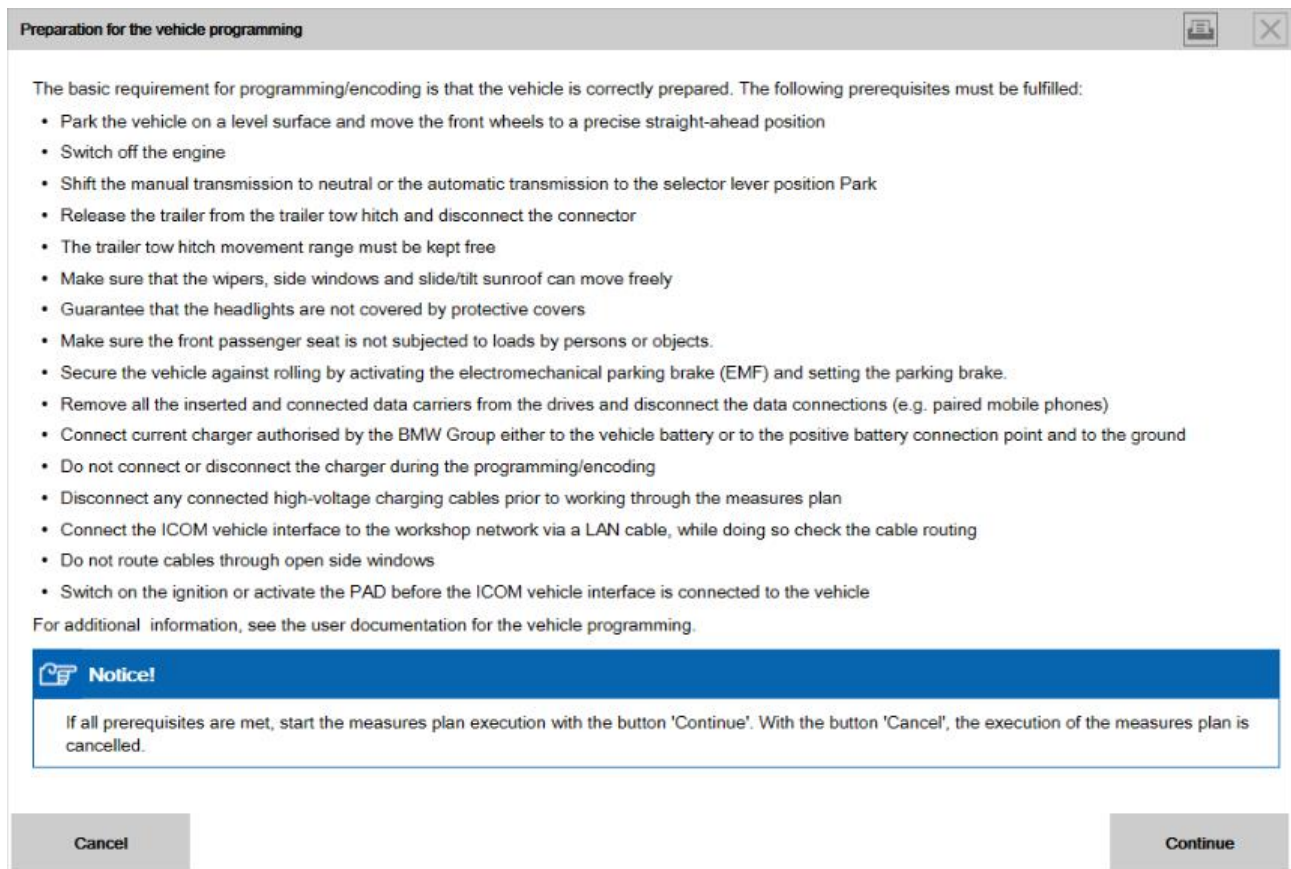 Preparation for the vehicle programming
The basic requirement for programming/encoding is that the vehicle is correctly prepared. The following prerequisites must be fulfilled:
• Park the vehicle on a level surface and move the front wheels to a precise straight-ahead position
• Switch off the engine
• Shift the manual transmission to neutral or the automatic transmission to the selector lever position Park
• Release the trailer from the trailer tow hitch and disconnect the connector
• The trailer tow hitch movement range must be kept free
• Make sure that the wipers, side windows and slide/tilt sunroof can move freely
• Guarantee that the headlights are not covered by protective covers
• Make sure the front passenger seat is not subjected to loads by persons or objects.
• Secure the vehicle against rolling by activating the electromechanical parking brake (EMF) and setting the parking brake.
• Remove all the inserted and connected data carriers from the drives and disconnect the data connections (e.g. paired mobile phones)
• Connect current charger authorised by the BMW Group either to the vehicle battery or to the positive battery connection point and to the ground
• Do not connect or disconnect the charger during the programming/encoding
• Disconnect any connected high-voltage charging cables prior to working through the measures plan
• Connect the ICOM vehicle interface to the workshop network via a LAN cable, while doing so check the cable routing
• Do not route cables through open side windows
• Switch on the ignition or activate the PAD before the ICOM vehicle interface is connected to the vehicle
For additional information, see the user documentation for the vehicle programming.
Notice!
If all prerequisites are met, start the measures plan execution with the button 'Continue'. With the button 'Cancel', the execution of the measures plan is
cancelled.
Cancel
Continue